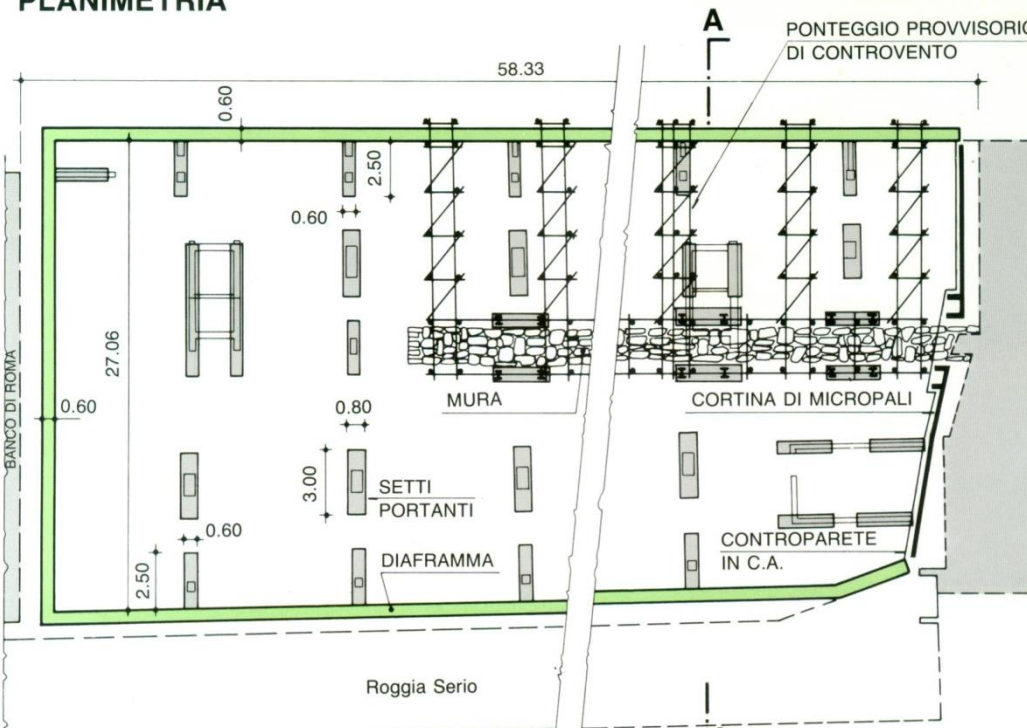 PLANIMETRIA
A
PONTEGGIO PROVVISORIO
DI CONTROVENTO
58.33
0.60
2.50
0.60
27.06
BANCO DI ROMA
0.60
MURA
CORTINA DI MICROPALI
0.80
3.00
SETTI
PORTANTI
0.60
2.50
DIAFRAMMA
CONTROPARETE
IN C.A.
Roggia Serio